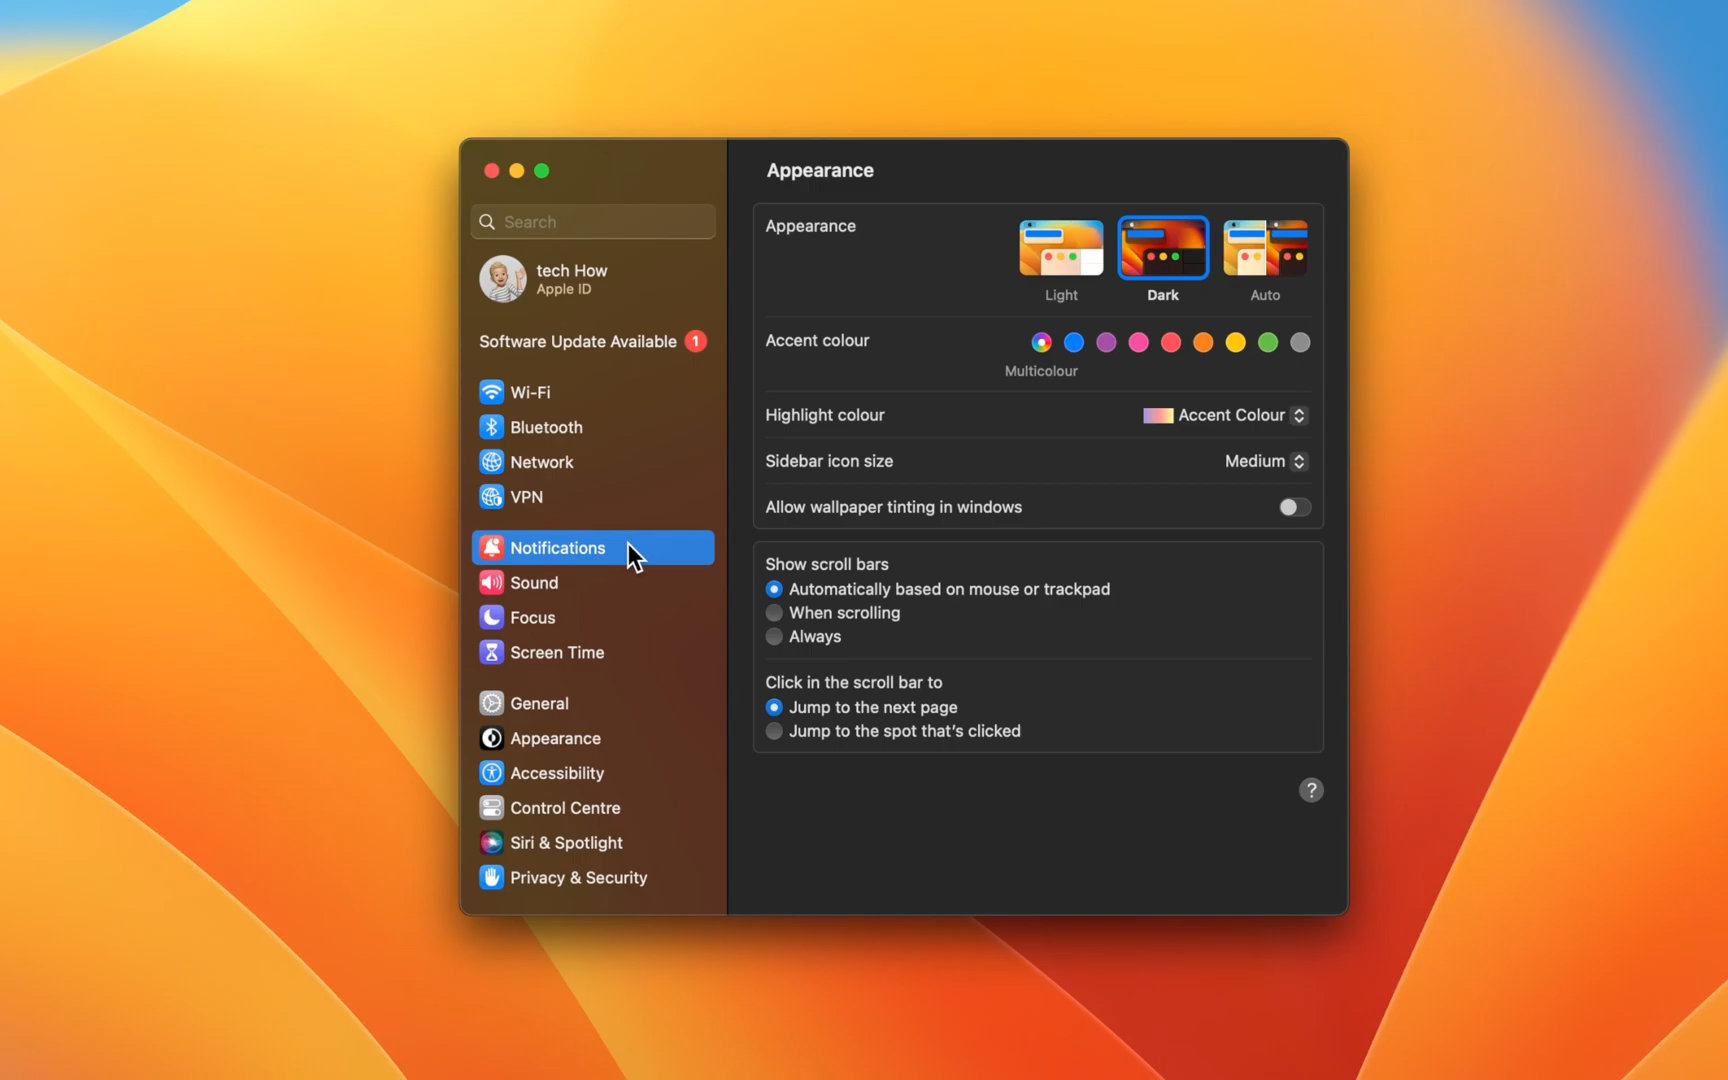 Search
tech How
Apple ID
Software Update Available 1
Wi-Fi
Bluetooth
Network
VPN
Notifications
Sound
Focus
Screen Time
General
Appearance
Accessibility
Control Centre
Siri & Spotlight
Privacy & Security
Appearance
Appearance
Light Dark Auto
Accent colour
Multicolour
Highlight colour Accent Colour
Sidebar icon size Medium
Allow wallpaper tinting in windows
Show scroll bars
Automatically based on mouse or trackpad
When scrolling
Always
Click in the scroll bar to
Jump to the next page
Jump to the spot that's clicked
?